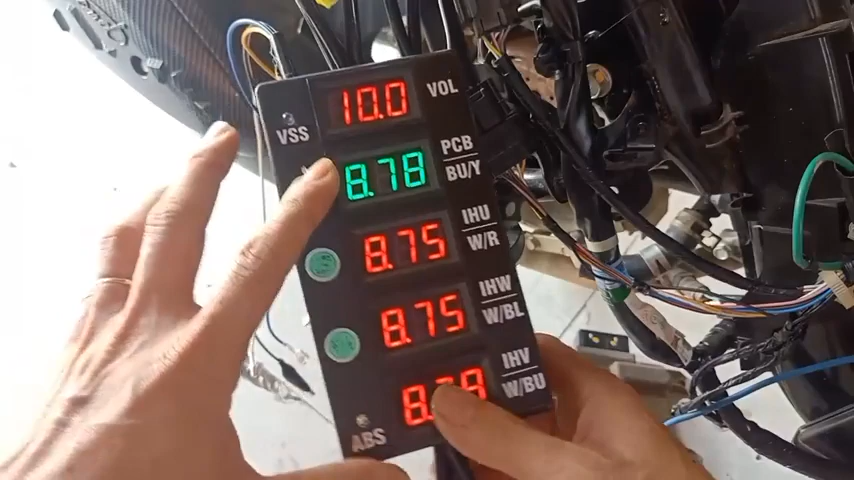 10.0 VOL
VSS
8.78 PCB
BU/Y
8.75 IHU
W/R
8.75 IHW
W/BL
IHV
W/BU
ABS